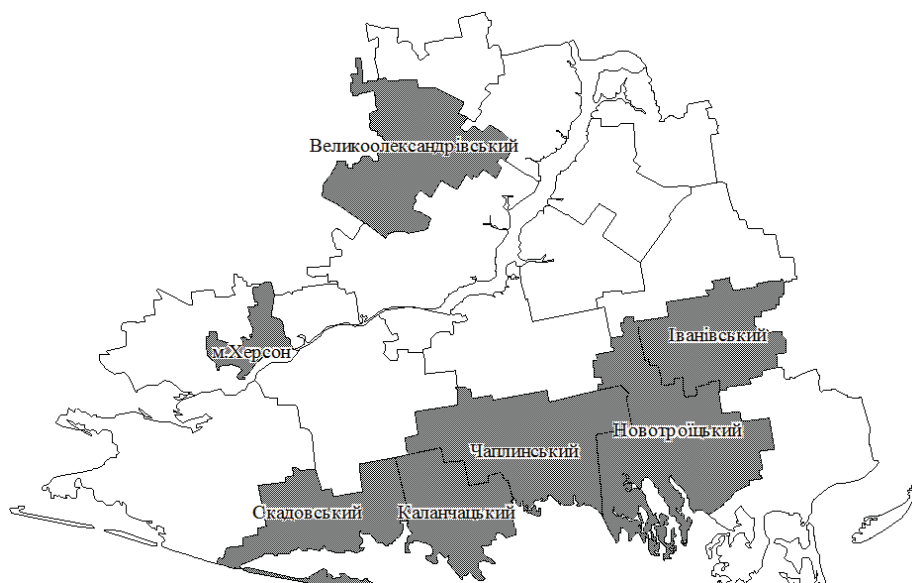 Великоолександрівський
Іванівський
м.Херсон
Новотроїцький
Чаплинський
Скадовський
Каланчацький